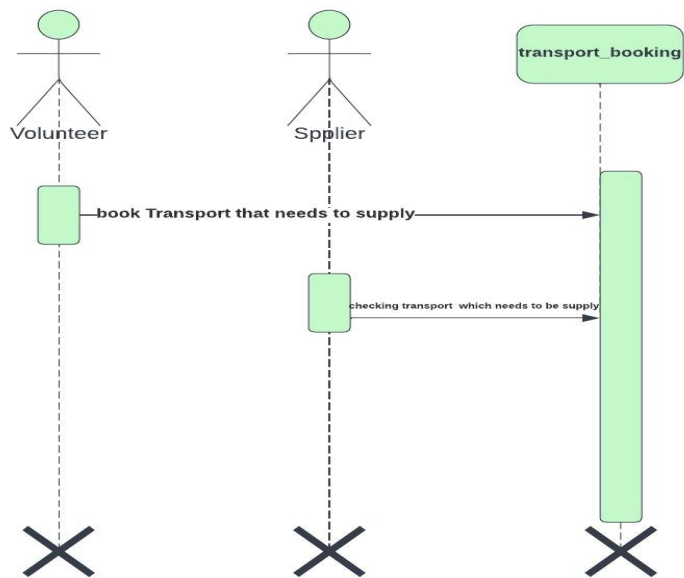 transport_booking
Volunteer
Spplier
book Transport that needs to supply
checking transport which needs to be supply